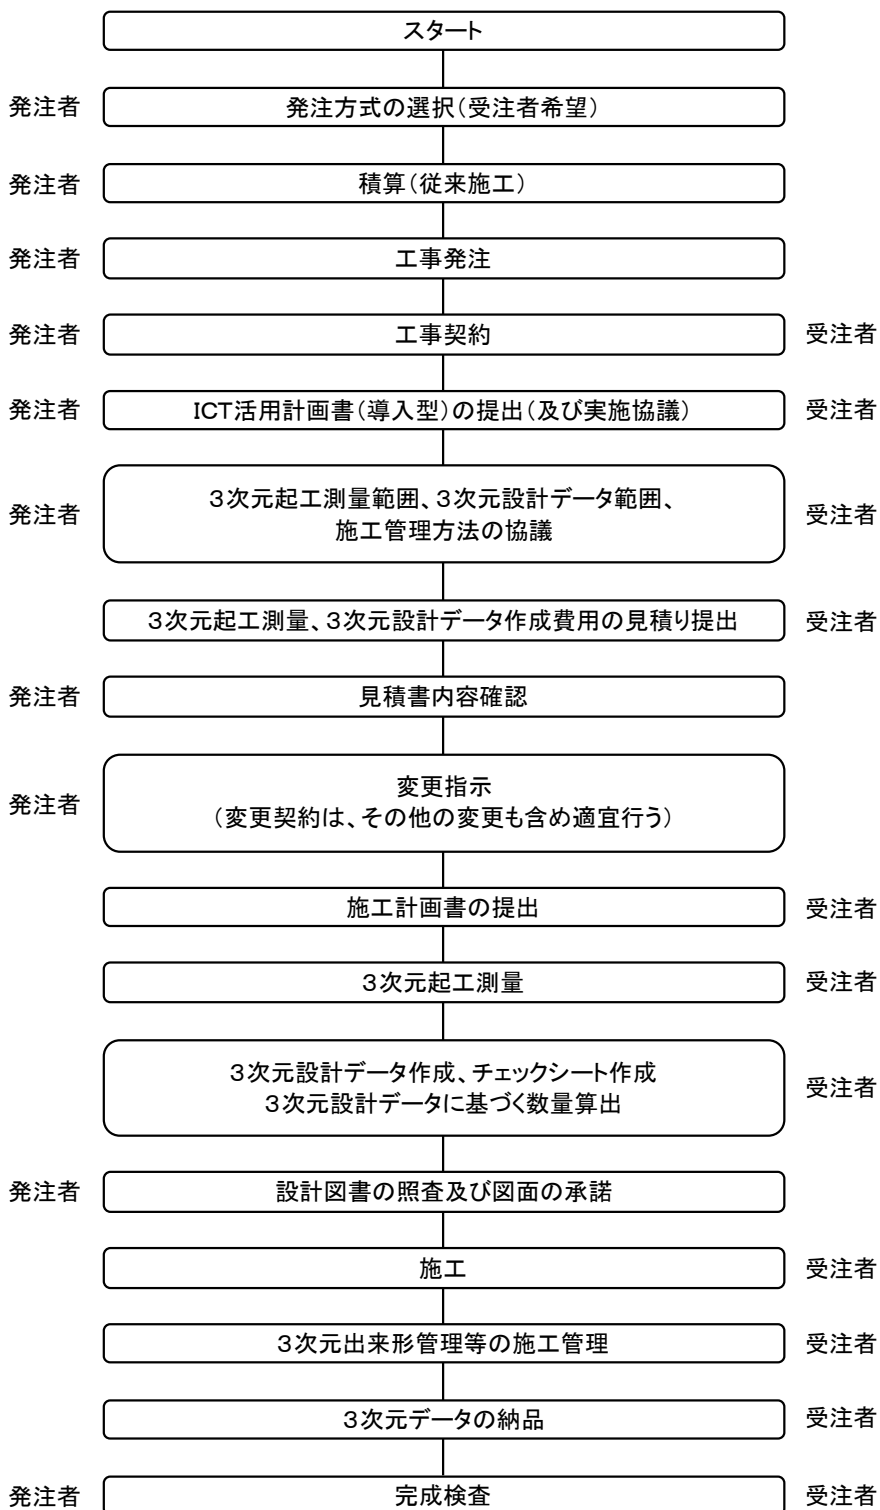 スタート
発注者 発注方式の選択（受注者希望）
発注者 積算（従来施工）
発注者 工事発注
発注者 工事契約 受注者
発注者 ICT活用計画書（導入型）の提出（及び実施協議） 受注者
３次元起工測量範囲、３次元設計データ範囲、
発注者 施工管理方法の協議 受注者
３次元起工測量、３次元設計データ作成費用の見積り提出 受注者
発注者 見積書内容確認
変更指示
発注者 （変更契約は、その他の変更も含め適宜行う）
施工計画書の提出 受注者
３次元起工測量 受注者
３次元設計データ作成、チェックシート作成
３次元設計データに基づく数量算出 受注者
発注者 設計図書の照査及び図面の承諾
施工 受注者
３次元出来形管理等の施工管理 受注者
３次元データの納品 受注者
発注者 完成検査 受注者